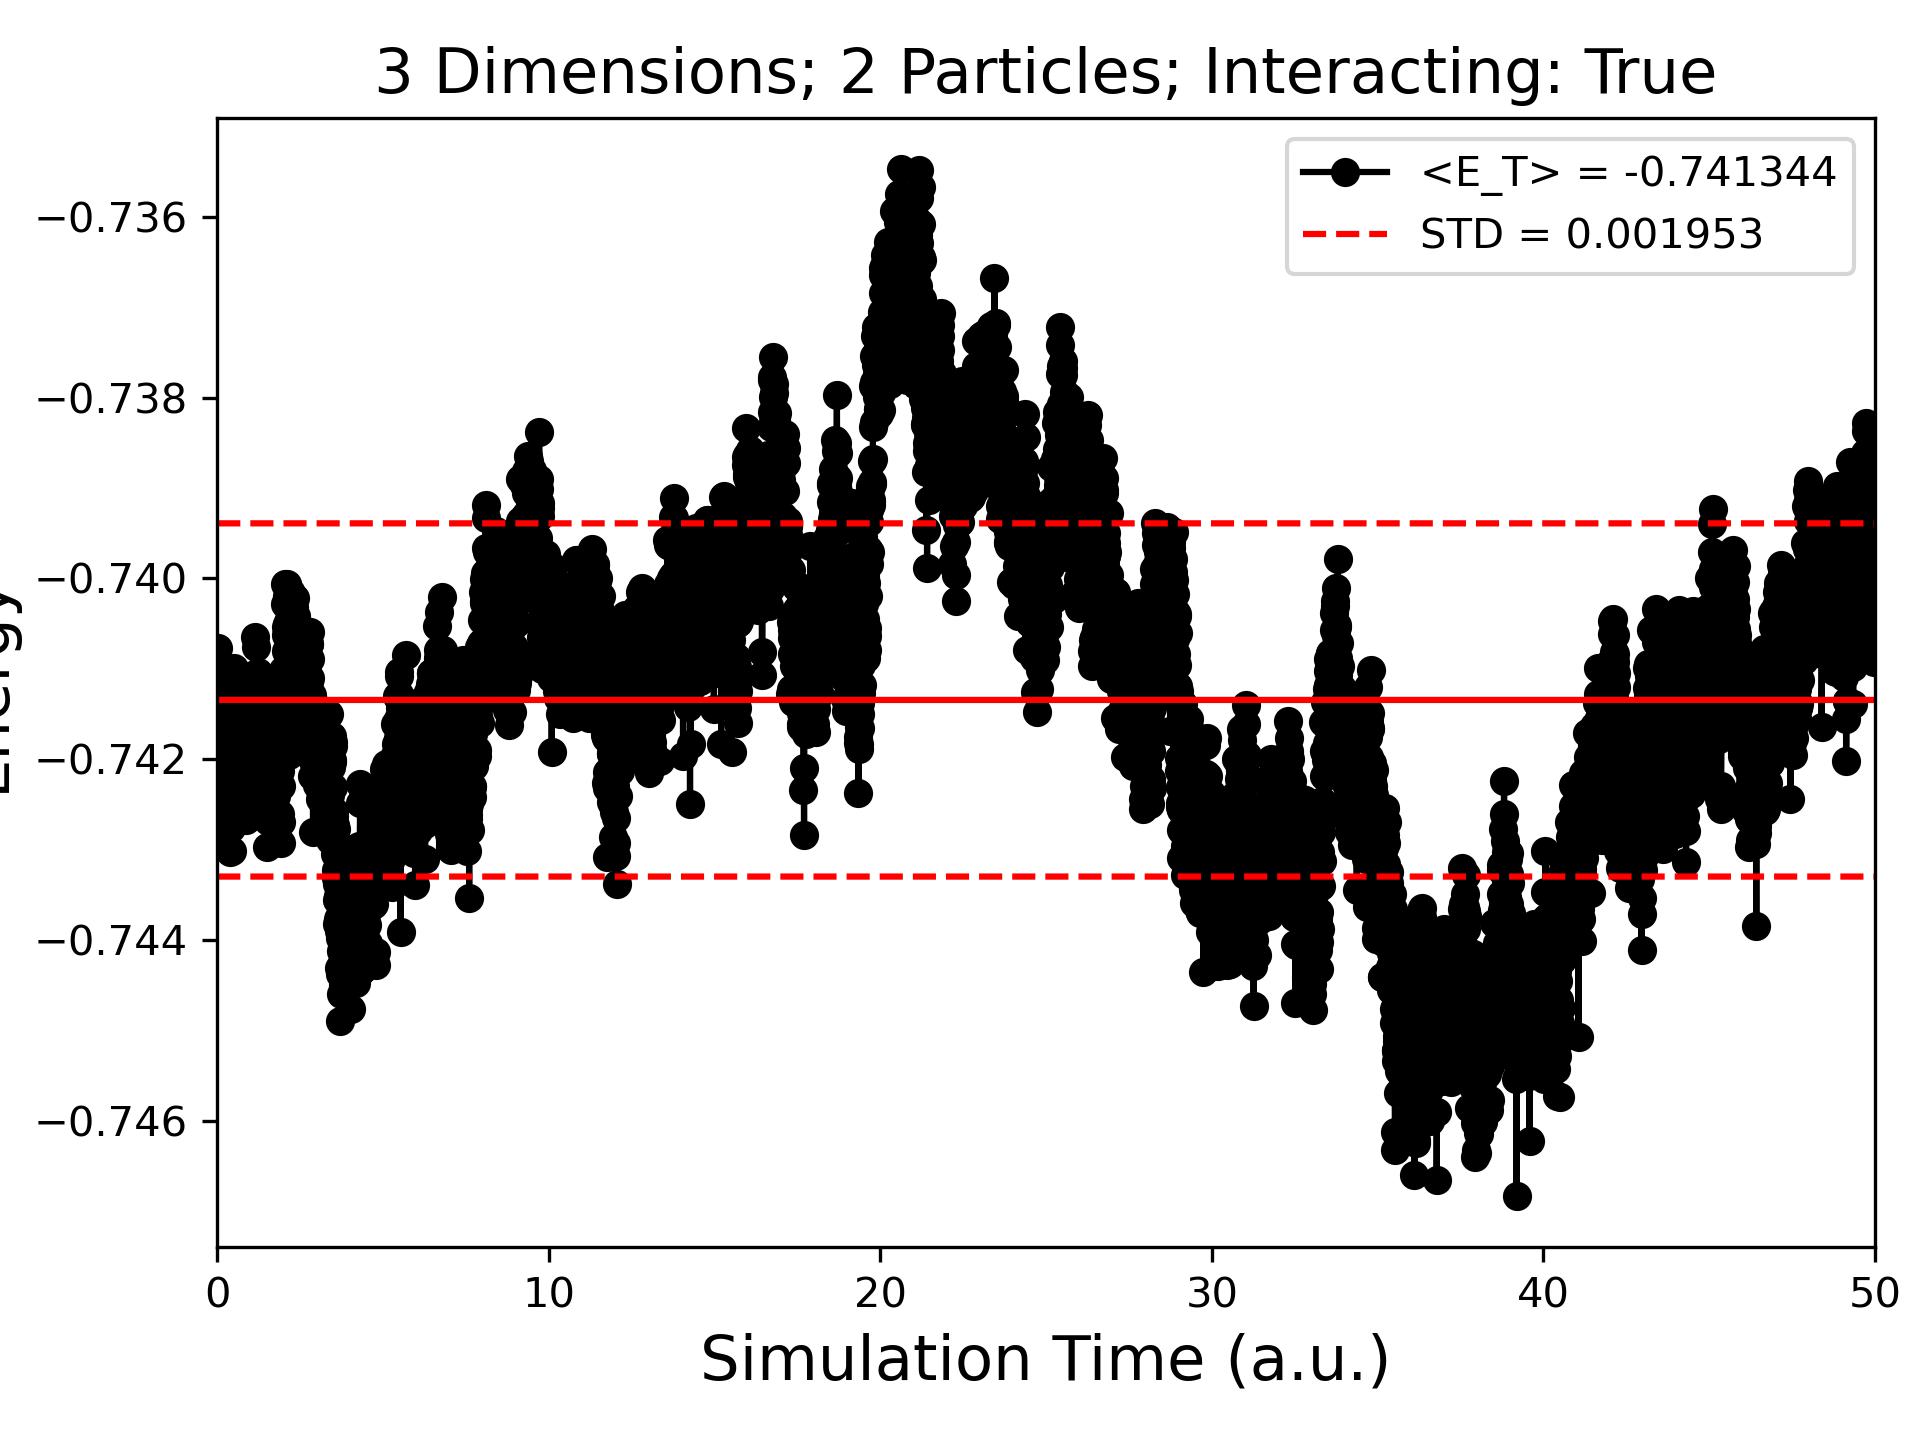 3 Dimensions; 2 Particles; Interacting: True
<E_T> = -0.741344
STD = 0.001953
−0.736
−0.738
−0.740
−0.742
−0.744
−0.746
0 10 20 30 40 50
Simulation Time (a.u.)